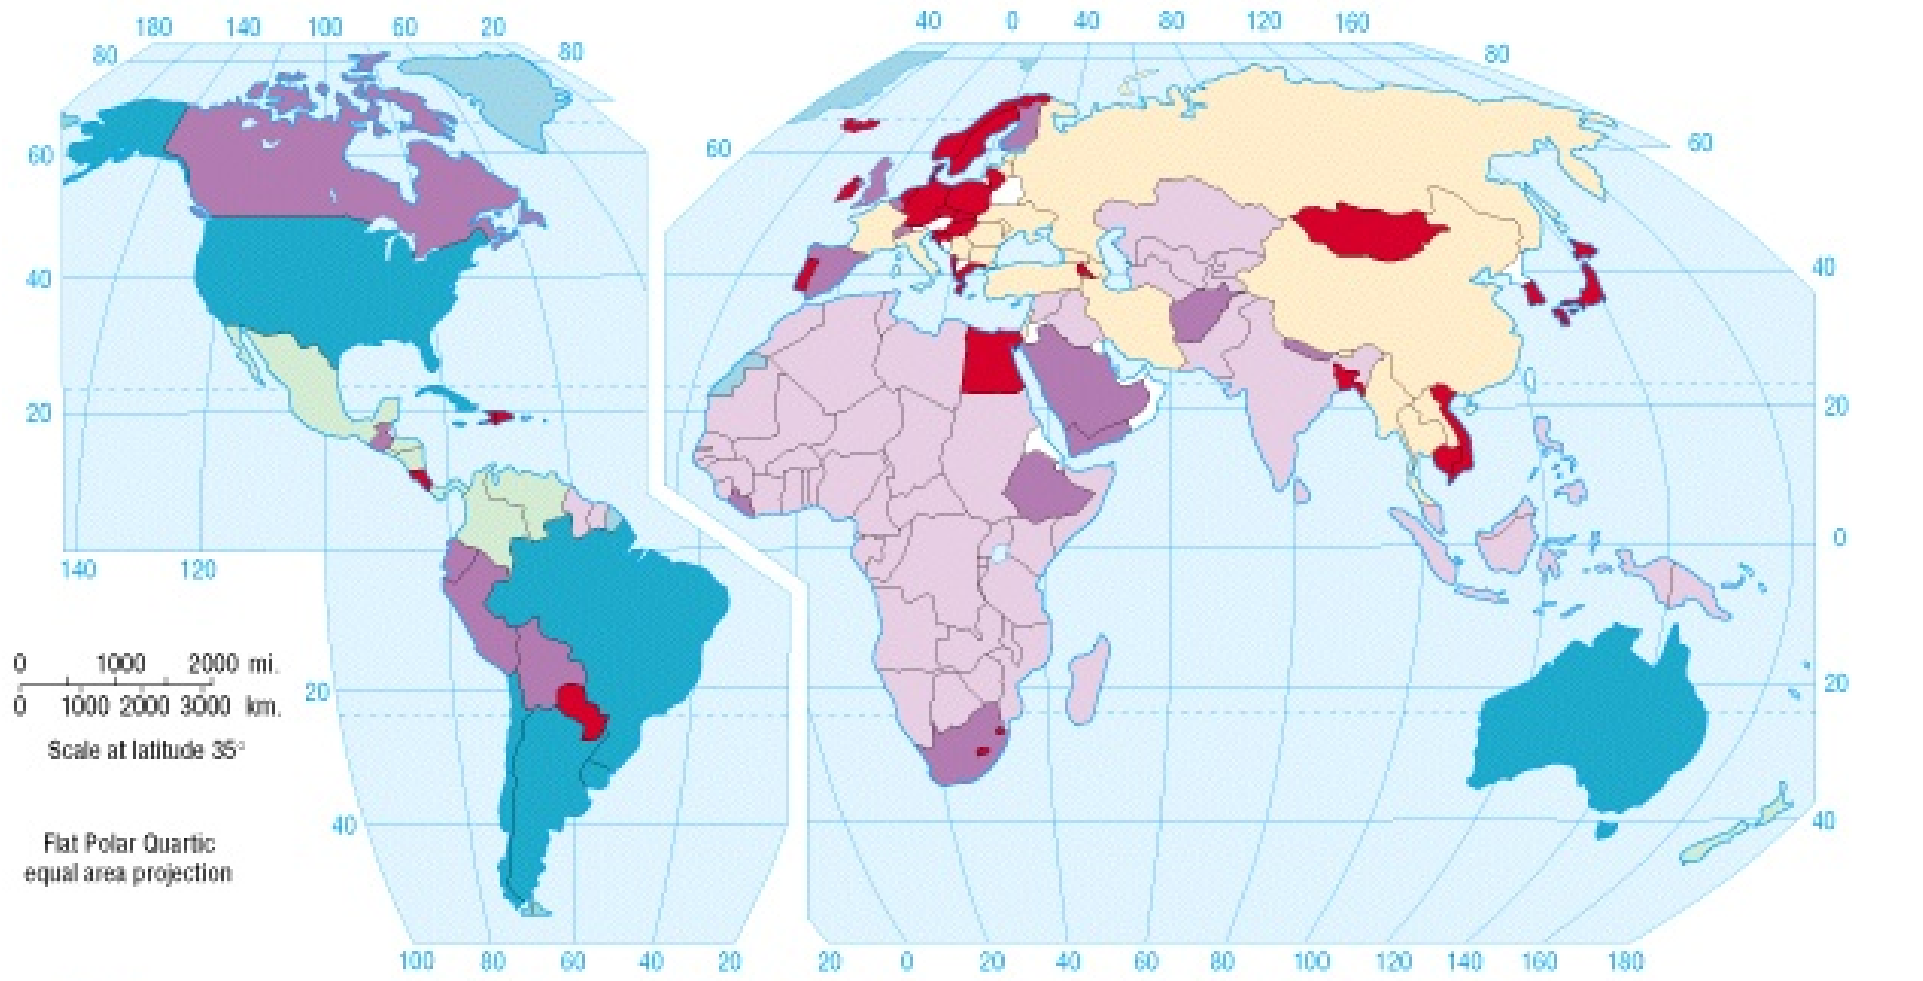 180 140 100 60 20 40 0 40 80 120 160
80 80 80
60 60 60
40 40
20 20
0
140 120
0 1000 2000 mi.
0 1000 2000 3000 km.
20 20
Scale at latitude 35°
40 40
Flat Polar Quartic
equal area projection
100 80 60 40 20 20 0 20 40 60 80 100 120 140 160 180